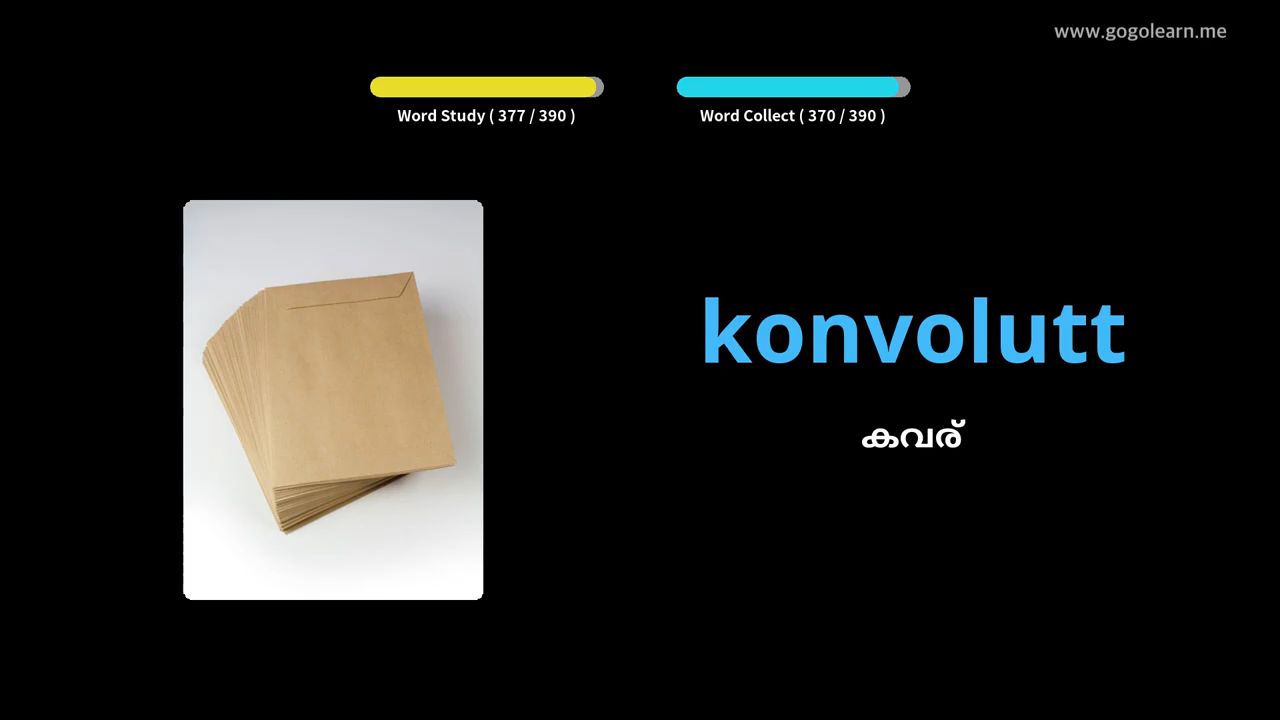 www.gogolearn.me
Word Study ( 377 / 390 )
Word Collect ( 370 / 390 )
konvolutt
കവര്